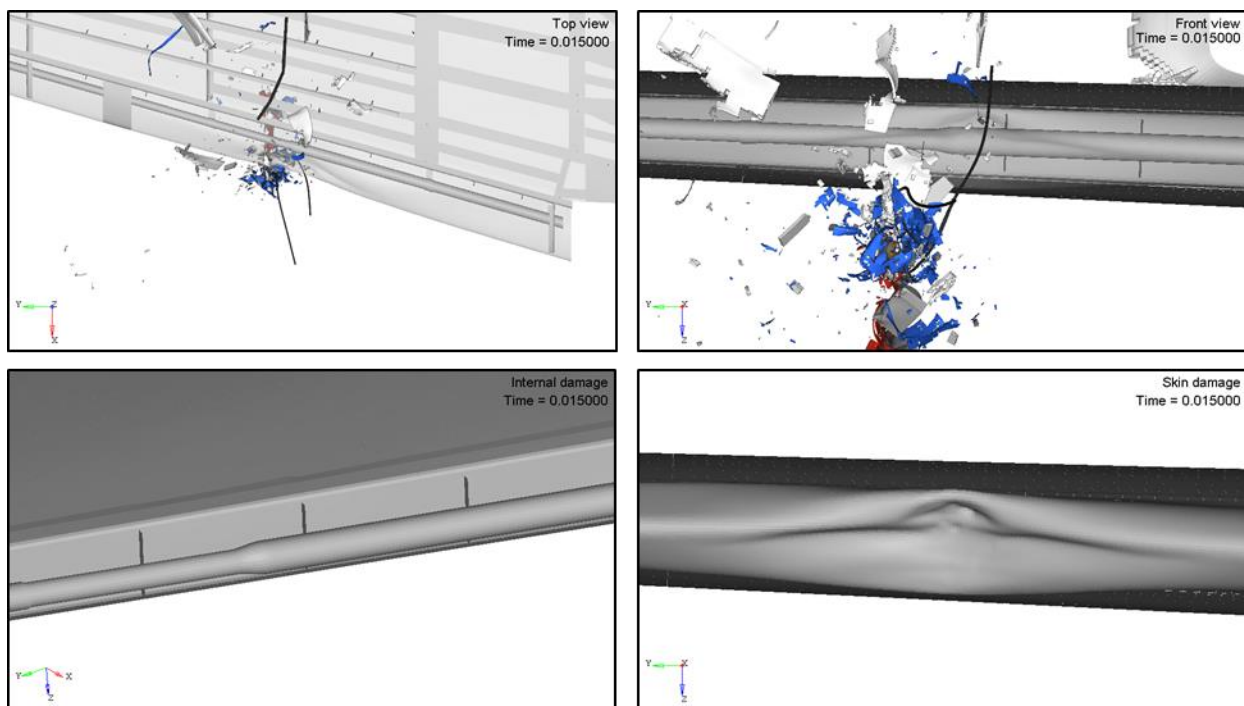 Top view
Time = 0.015000
Y
Z
X
Front view
Time = 0.015000
Y
X
Z
Internal damage
Time = 0.015000
Y
X
Z
Skin damage
Time = 0.015000
Y
X
Z